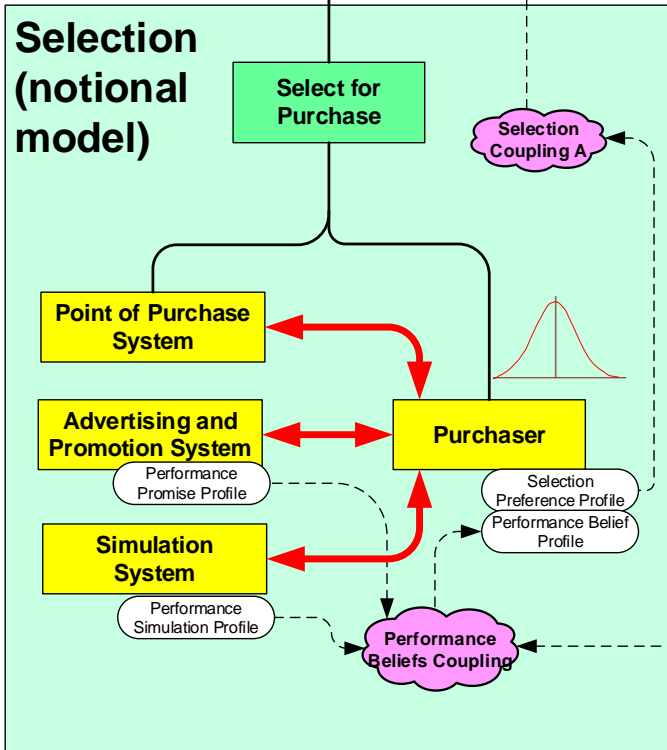 Selection
(notional
model)
Select for
Purchase
Selection
Coupling A
Point of Purchase
System
Advertising and
Promotion System
Performance
Promise Profile
Purchaser
Selection
Preference Profile
Performance Belief
Profile
Simulation
System
Performance
Simulation Profile
Performance
Beliefs Coupling